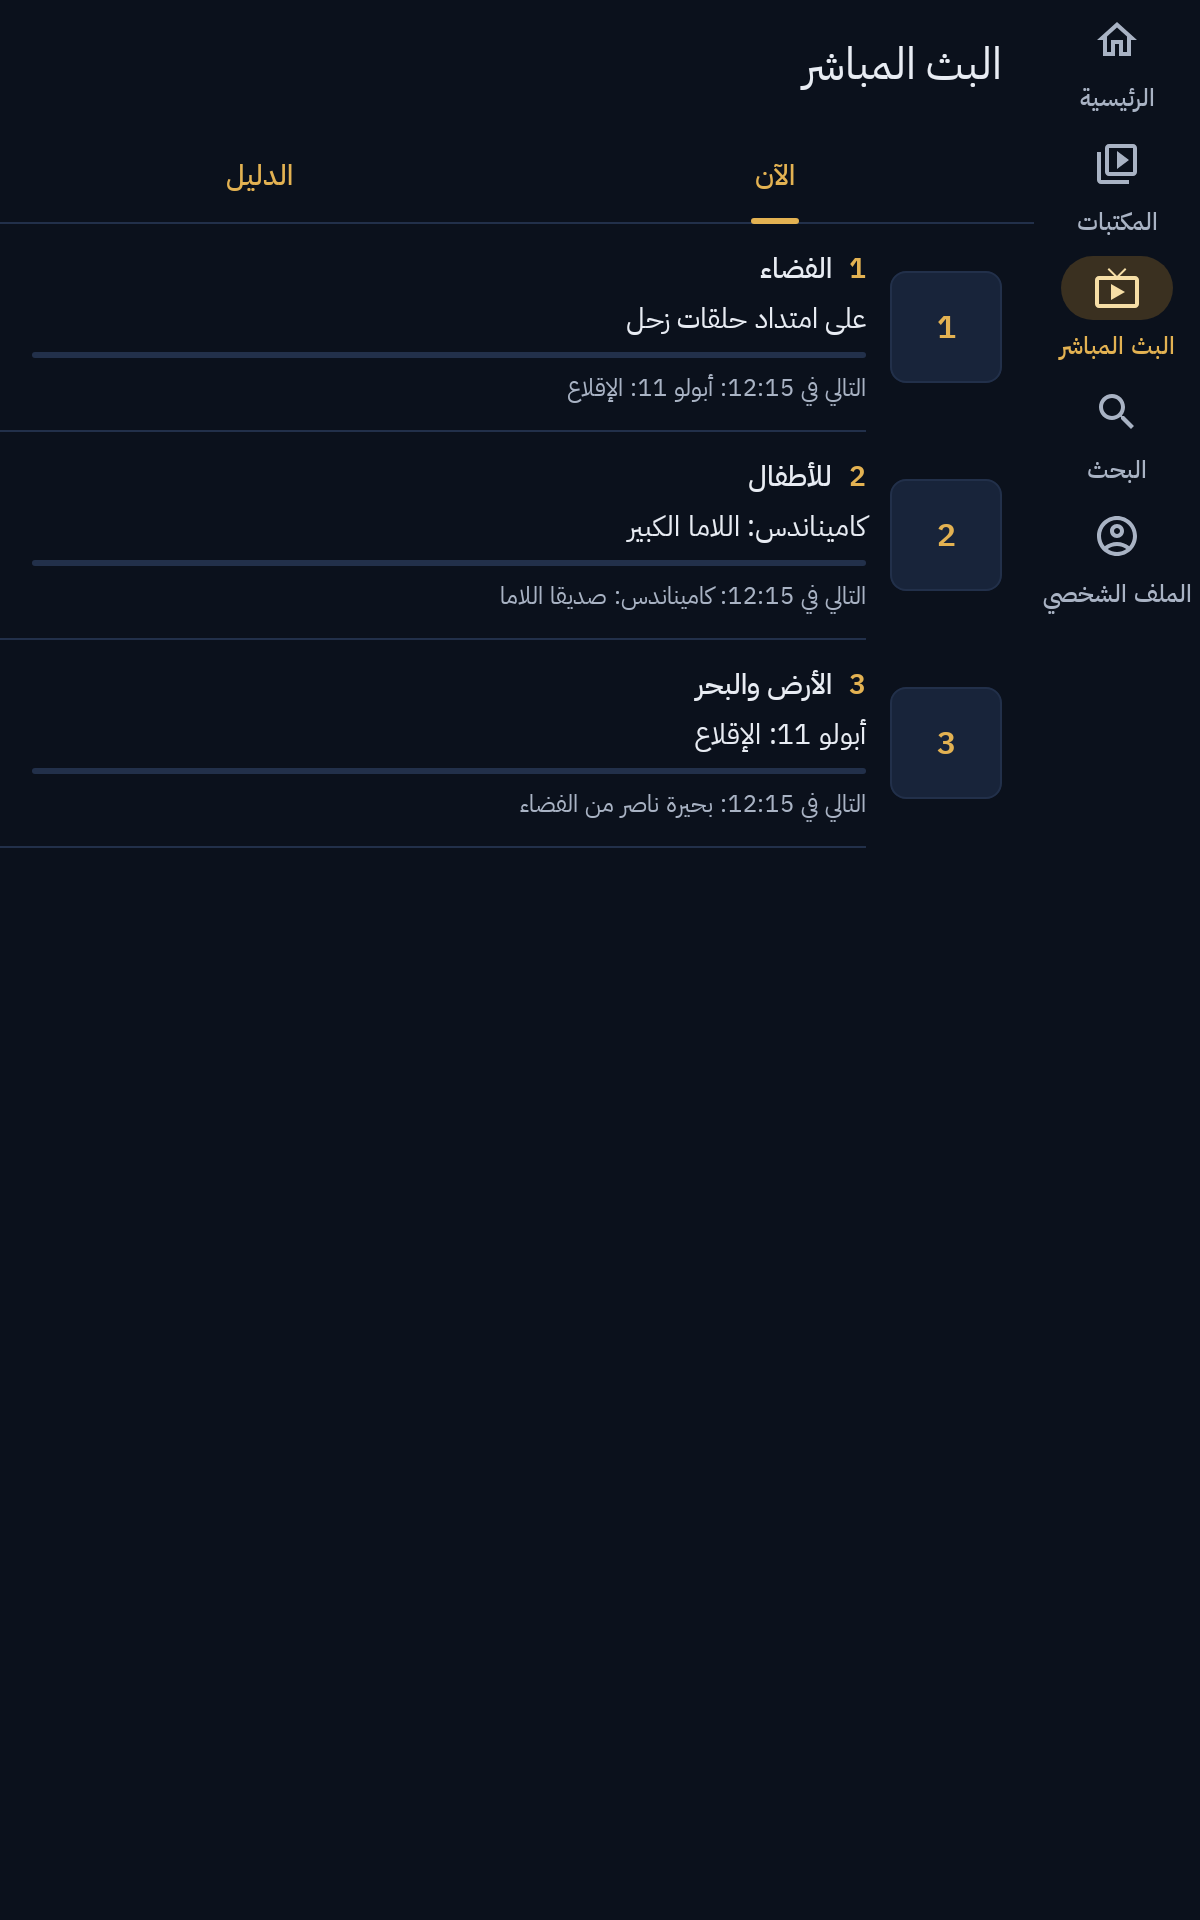 الرئيسية
المكتبات
البث المباشر
البحث
الملف الشخصي
البث المباشر
الآن
الدليل
1
1 الفضاء
على امتداد حلقات زحل
التالي في 12:15: أبولو 11: الإقلاع
2
2 للأطفال
كاميناندس: اللاما الكبير
التالي في 12:15: كاميناندس: صديقا اللاما
3
3 الأرض والبحر
أبولو 11: الإقلاع
التالي في 12:15: بحيرة ناصر من الفضاء